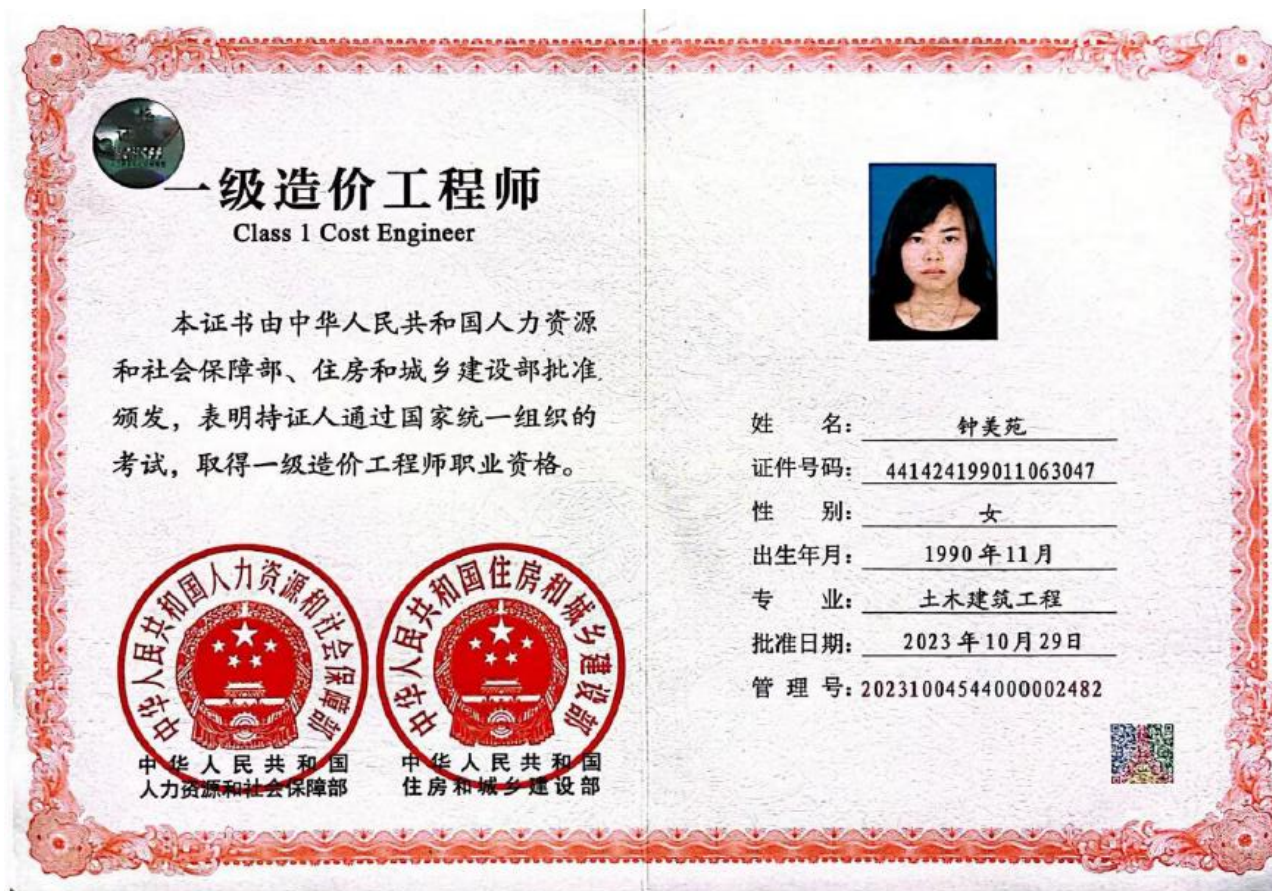 一级造价工程师
Class 1 Cost Engineer
本证书由中华人民共和国人力资源
和社会保障部、住房和城乡建设部批准
颁发，表明持证人通过国家统一组织的
考试，取得一级造价工程师职业资格。
中华人民共和国人力资源和社会保障部
中华人民共和国
人力资源和社会保障部
中华人民共和国住房和城乡建设部
中华人民共和国
住房和城乡建设部
姓 名：钟美苑
证件号码：441424199011063047
性 别：女
出生年月：1990年11月
专 业：土木建筑工程
批准日期：2023年10月29日
管 理 号：20231004544000002482